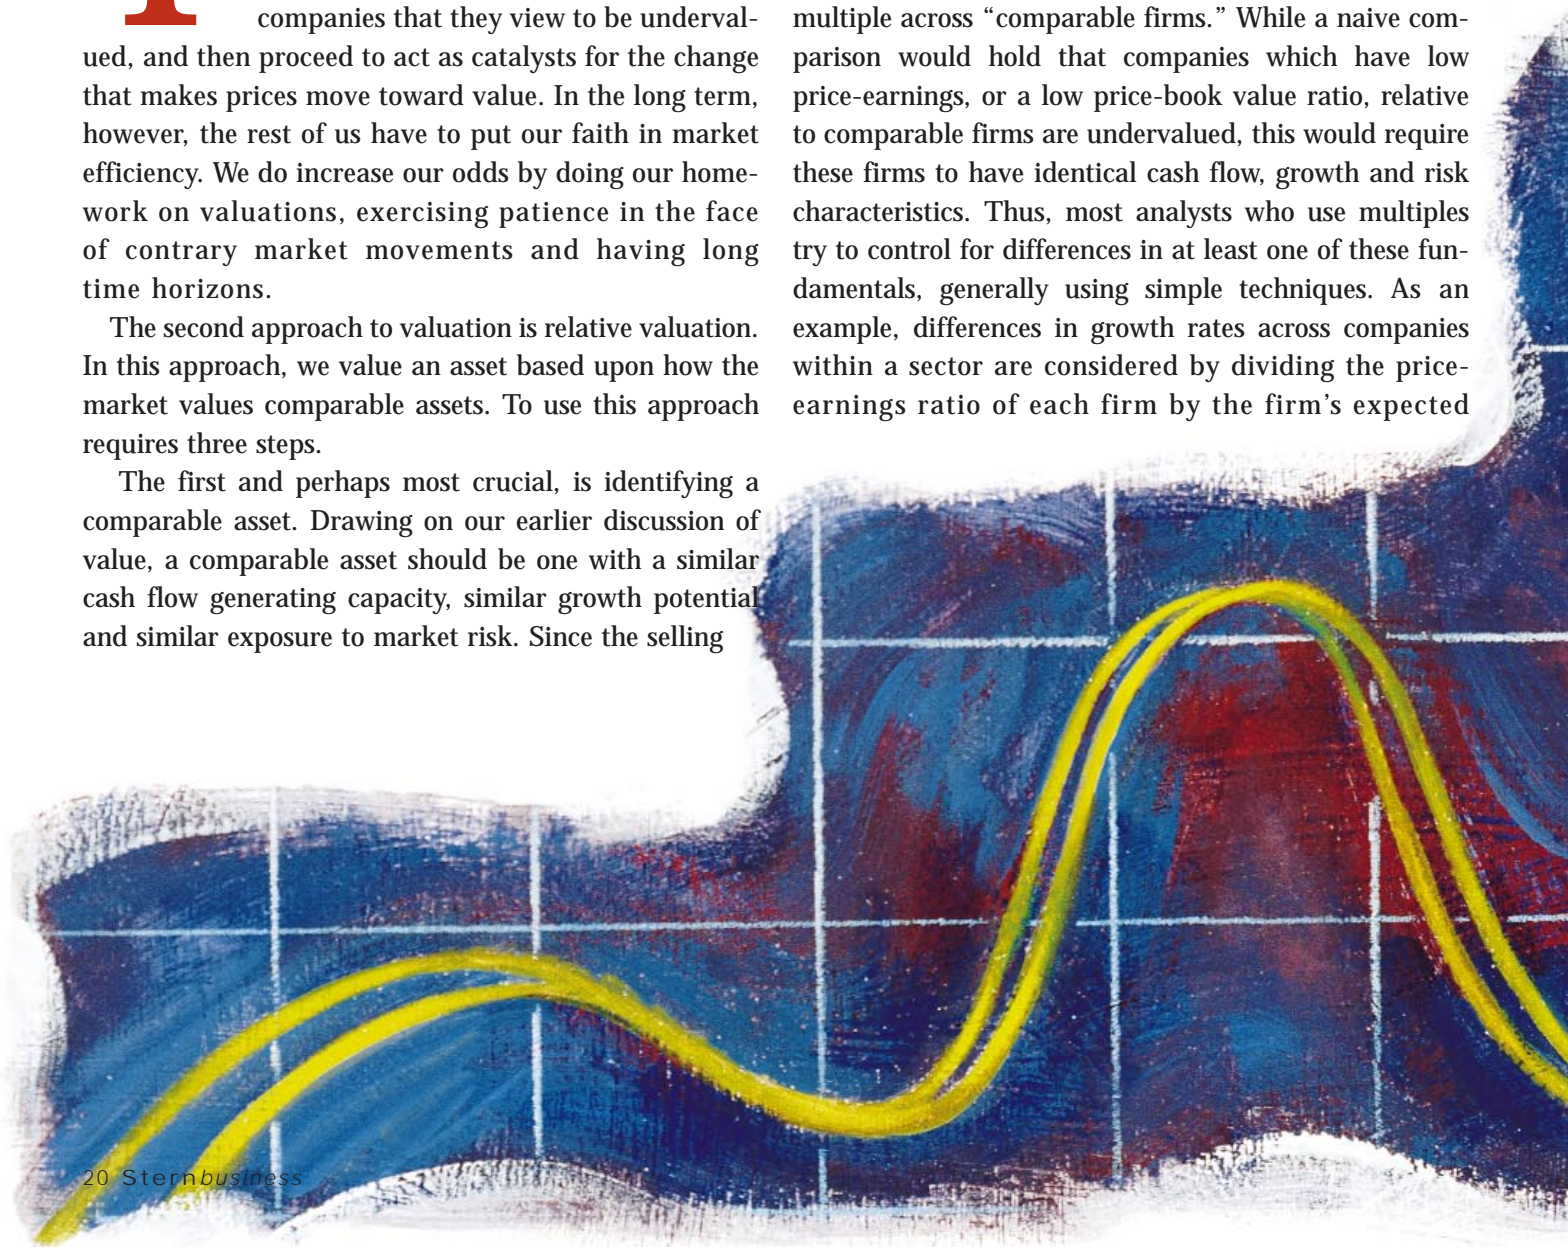 companies that they view to be underval-
ued, and then proceed to act as catalysts for the change
that makes prices move toward value. In the long term,
however, the rest of us have to put our faith in market
efficiency. We do increase our odds by doing our home-
work on valuations, exercising patience in the face
of contrary market movements and having long
time horizons.
The second approach to valuation is relative valuation.
In this approach, we value an asset based upon how the
market values comparable assets. To use this approach
requires three steps.
The first and perhaps most crucial, is identifying a
comparable asset. Drawing on our earlier discussion of
value, a comparable asset should be one with a similar
cash flow generating capacity, similar growth potential
and similar exposure to market risk. Since the selling
multiple across “comparable firms.” While a naive com-
parison would hold that companies which have low
price-earnings, or a low price-book value ratio, relative
to comparable firms are undervalued, this would require
these firms to have identical cash flow, growth and risk
characteristics. Thus, most analysts who use multiples
try to control for differences in at least one of these fun-
damentals, generally using simple techniques. As an
example, differences in growth rates across companies
within a sector are considered by dividing the price-
earnings ratio of each firm by the firm’s expected
20 Sternbusiness